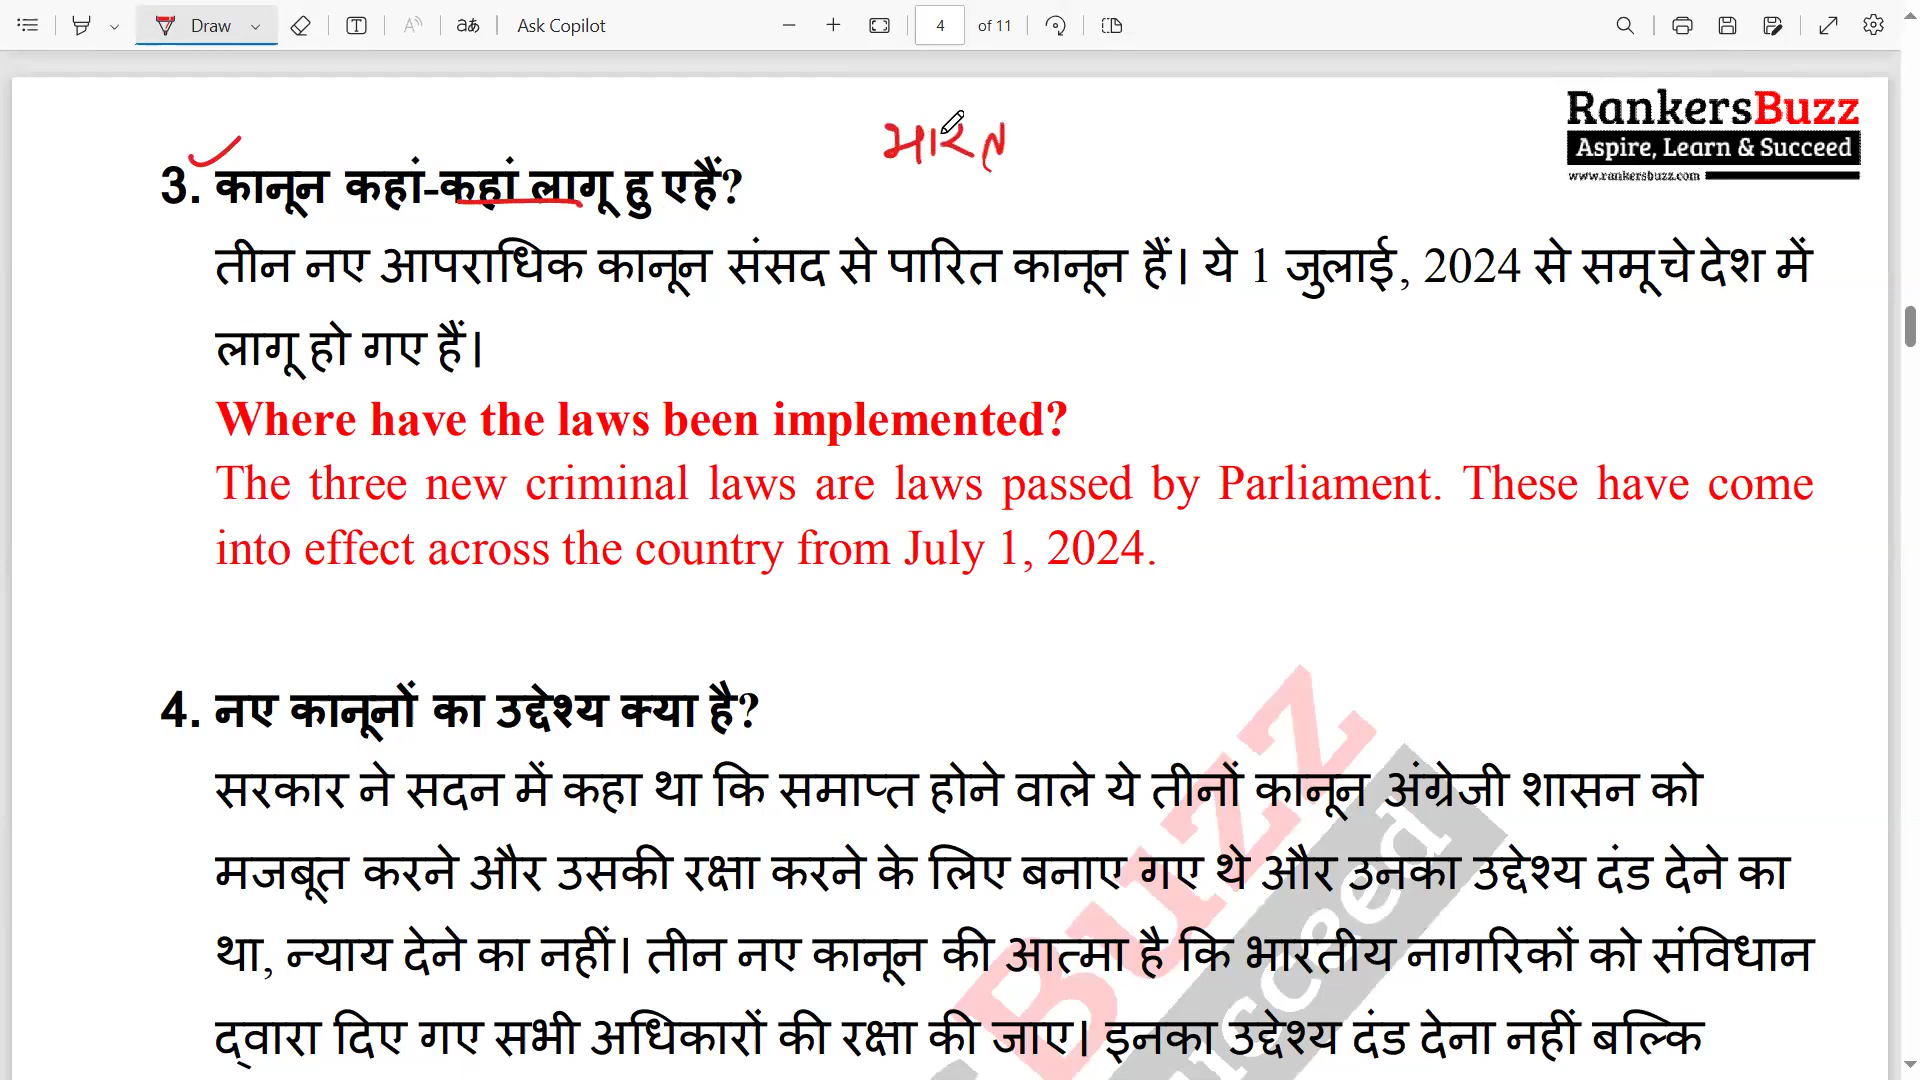 Draw
Ask Copilot
4 of 11
RankersBuzz
Aspire, Learn & Succeed
www.rankersbuzz.com
भारत
3. कानून कहां-कहां लागू हु एहैं?
तीन नए आपराधिक कानून संसद से पारित कानून हैं। ये 1 जुलाई, 2024 से समूचे देश में
लागू हो गए हैं।
Where have the laws been implemented?
The three new criminal laws are laws passed by Parliament. These have come
into effect across the country from July 1, 2024.
4. नए कानूनों का उद्देश्य क्या है?
सरकार ने सदन में कहा था कि समाप्त होने वाले ये तीनों कानून अंग्रेजी शासन को
मजबूत करने और उसकी रक्षा करने के लिए बनाए गए थे और उनका उद्देश्य दंड देने का
था, न्याय देने का नहीं। तीन नए कानून की आत्मा है कि भारतीय नागरिकों को संविधान
द्वारा दिए गए सभी अधिकारों की रक्षा की जाए। इनका उद्देश्य दंड देना नहीं बल्कि